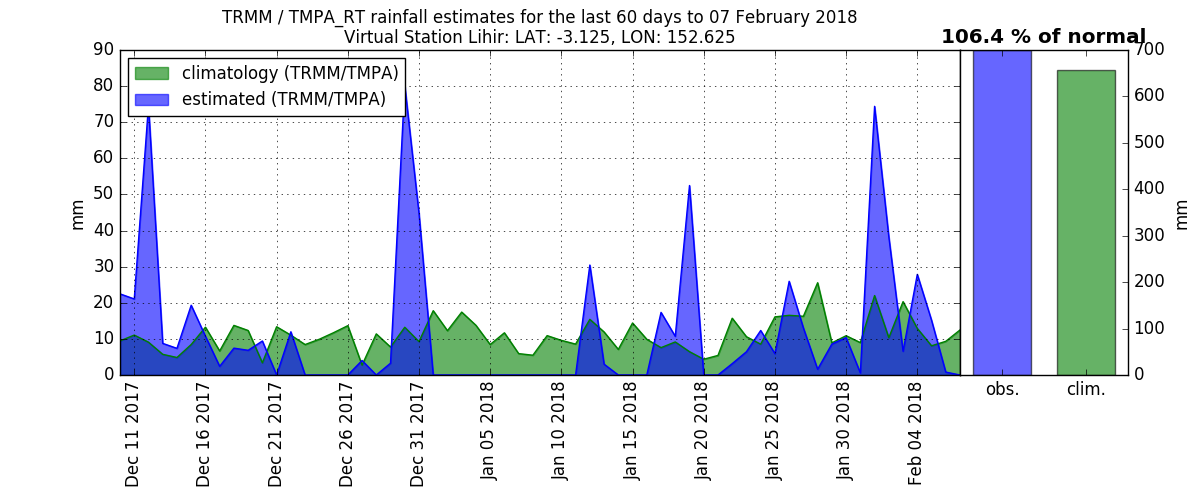 TRMM / TMPA_RT rainfall estimates for the last 60 days to 07 February 2018
Virtual Station Lihir: LAT: -3.125, LON: 152.625
106.4 % of normal
climatology (TRMM/TMPA)
estimated (TRMM/TMPA)
mm
90
80
70
60
50
40
30
20
10
0
Dec 11 2017
Dec 16 2017
Dec 21 2017
Dec 26 2017
Dec 31 2017
Jan 05 2018
Jan 10 2018
Jan 15 2018
Jan 20 2018
Jan 25 2018
Jan 30 2018
Feb 04 2018
obs.
clim.
700
600
500
400
300
200
100
0
mm